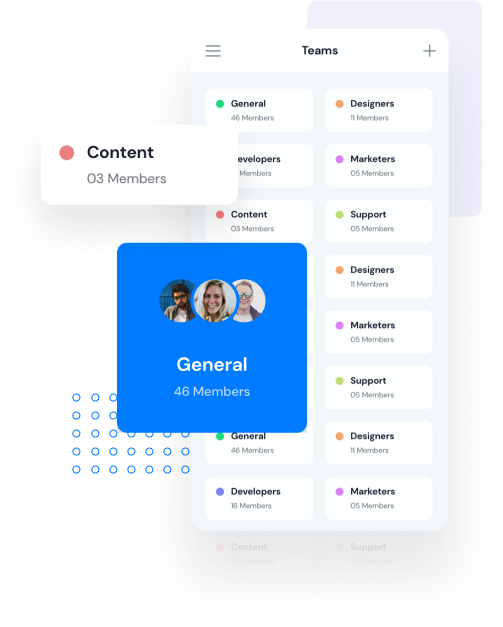 Teams
General
46 Members
Designers
11 Members
Content
03 Members
evelopers
Members
Marketers
05 Members
Content
03 Members
Support
05 Members
Designers
11 Members
General
46 Members
Marketers
05 Members
Support
05 Members
General
46 Members
Designers
11 Members
Developers
16 Members
Marketers
05 Members
Content
03 Members
Support